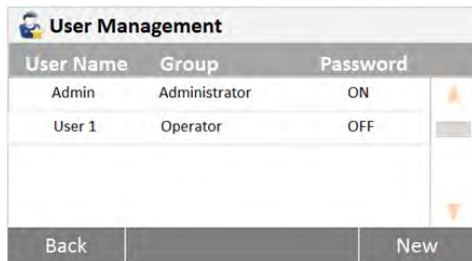 User Management
User Name Group Password
Admin Administrator ON
User 1 Operator OFF
Back New